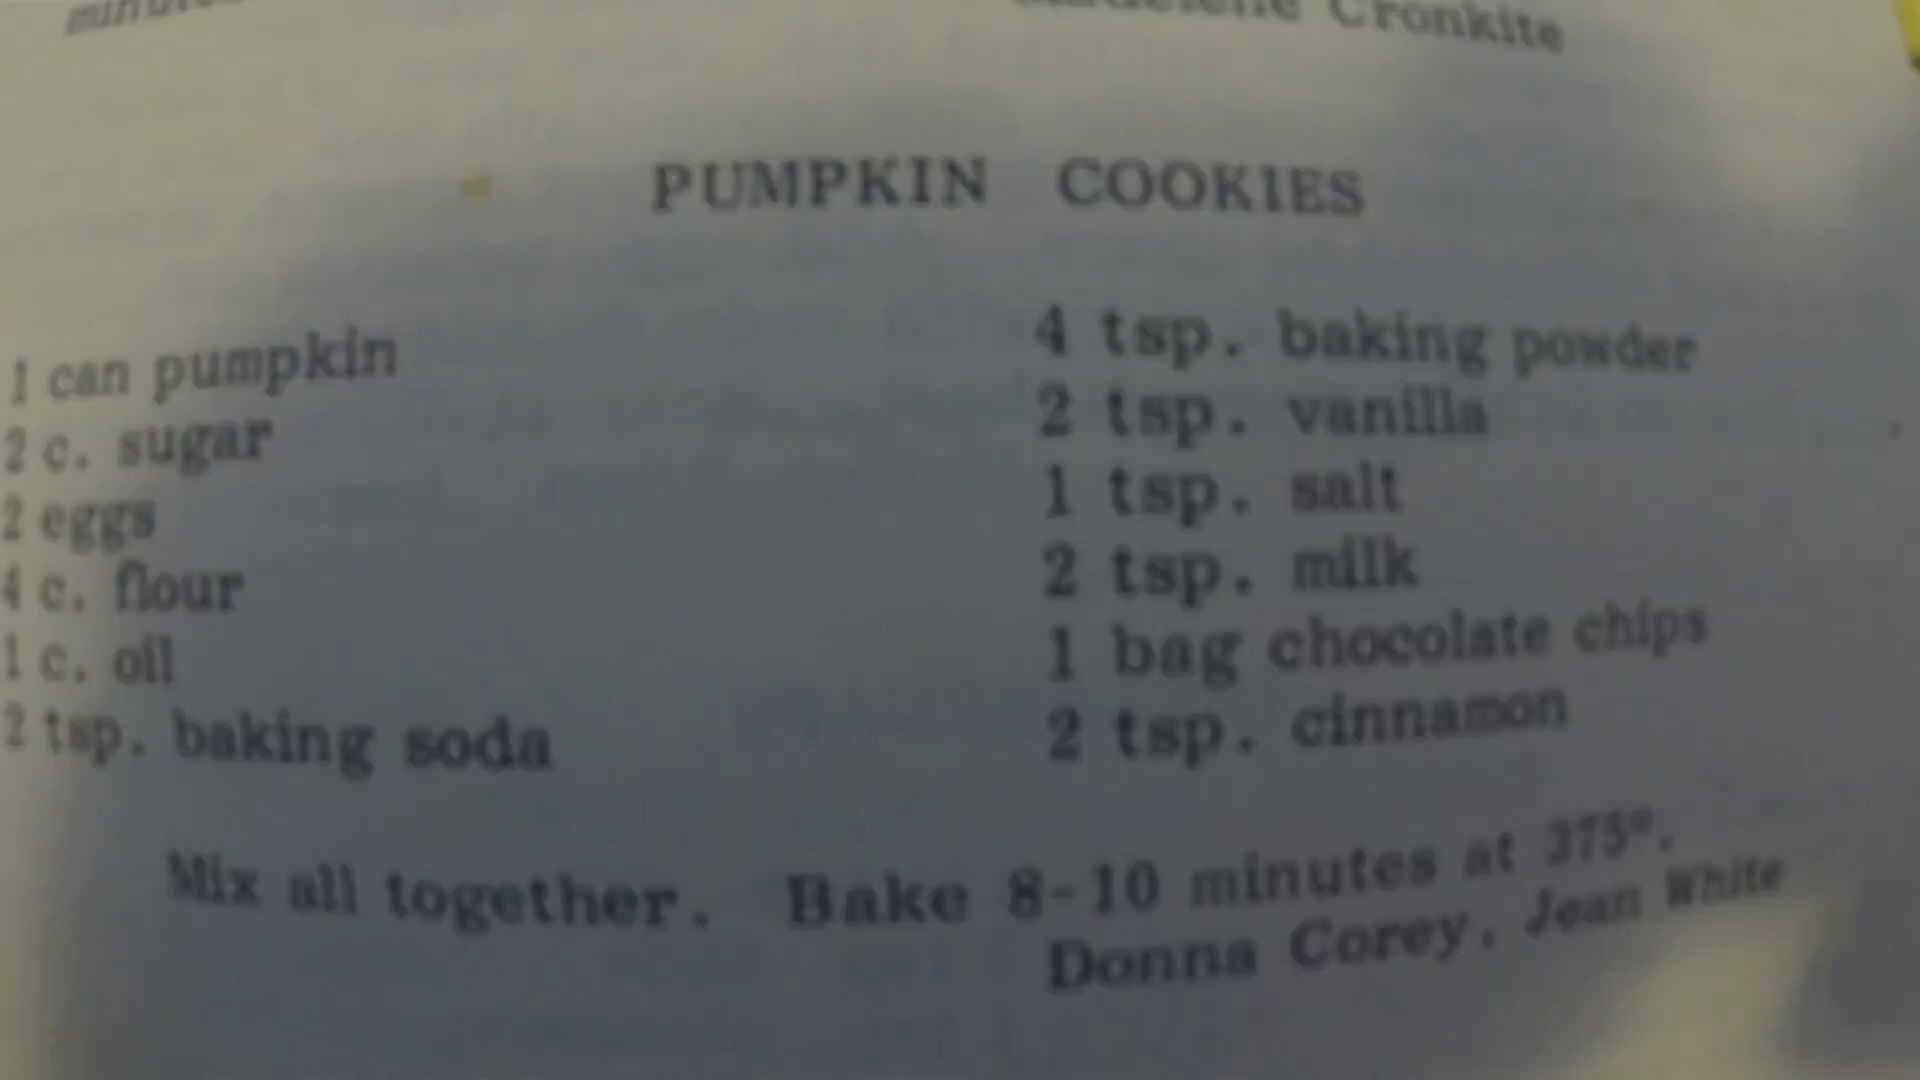 Cronkite
PUMPKIN COOKIES
1 can pumpkin
2 c. sugar
2 eggs
4 c. flour
1 c. oil
2 tsp. baking soda
4 tsp. baking powder
2 tsp. vanilla
1 tsp. salt
2 tsp. milk
1 bag chocolate chips
2 tsp. cinnamon
Mix all together. Bake 8-10 minutes at 375°.
Donna Corey, Jean White